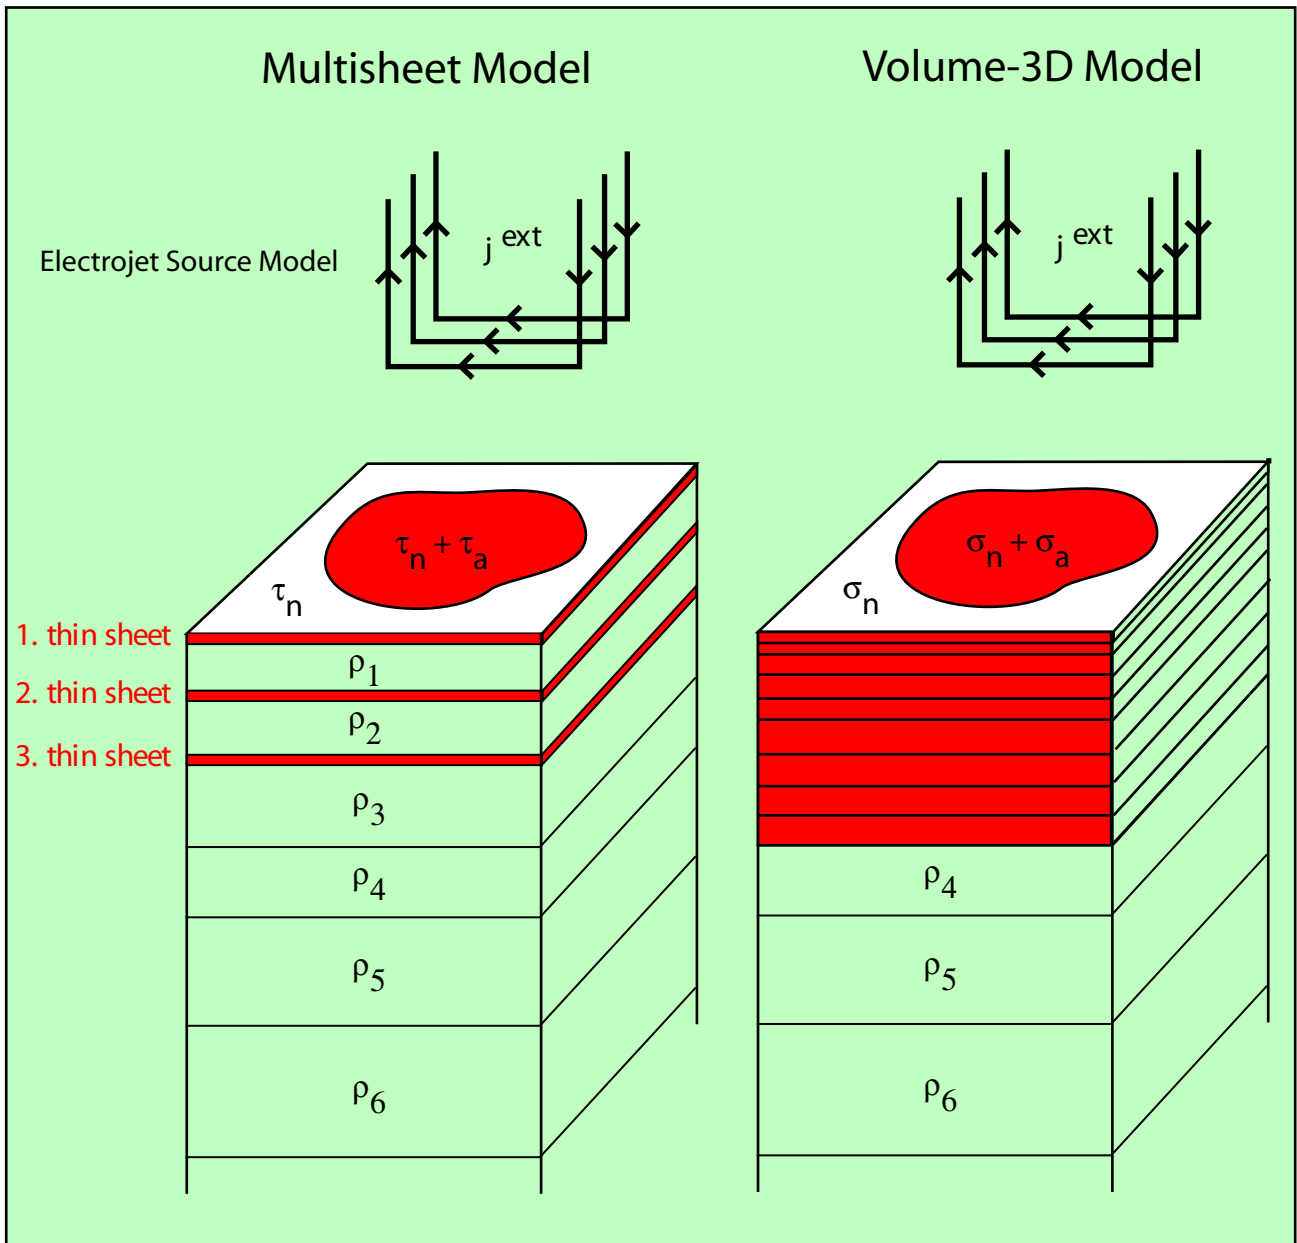 Multisheet Model
Volume-3D Model
Electrojet Source Model
j ext
j ext
τn + τa
τn
σn + σa
σn
1. thin sheet
ρ1
2. thin sheet
ρ2
3. thin sheet
ρ3
ρ4
ρ5
ρ6
ρ4
ρ5
ρ6